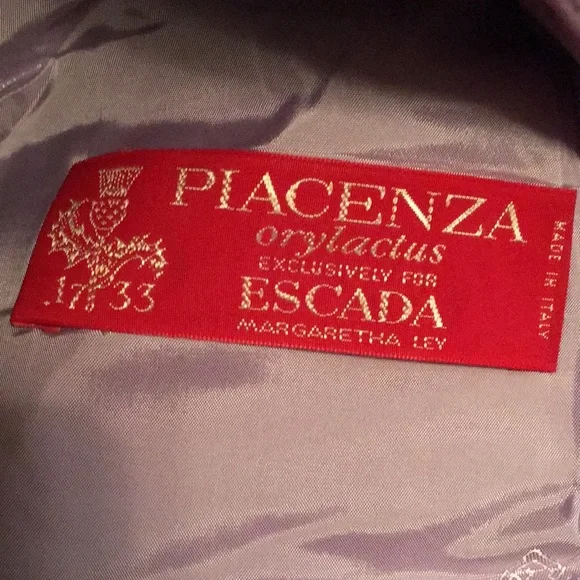 PIACENZA
orylactus
EXCLUSIVELY FOR
ESCADA
MARGARETHA LEY
1733
MADE IN ITALY